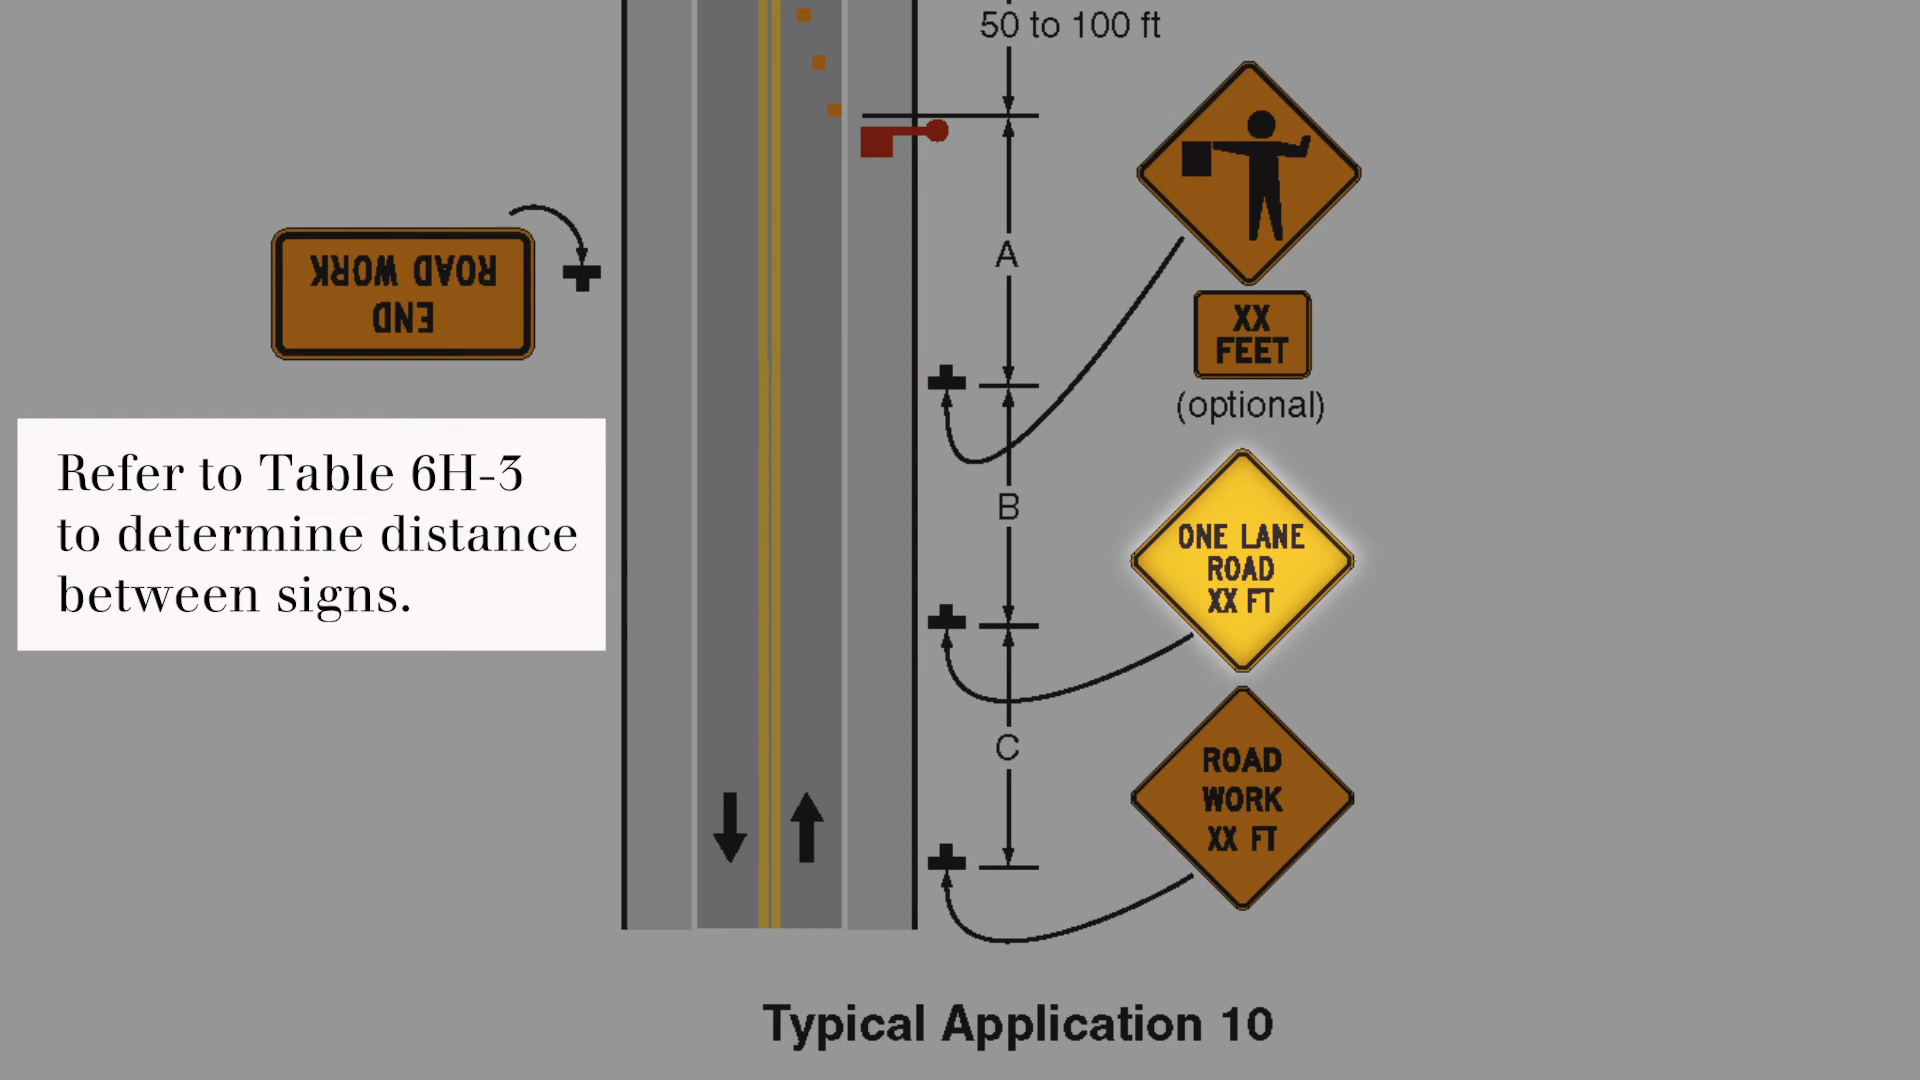 50 to 100 ft
A
END
ROAD WORK
XX
FEET
(optional)
Refer to Table 6H-3
to determine distance
between signs.
B
ONE LANE
ROAD
XX FT
C
ROAD
WORK
XX FT
Typical Application 10